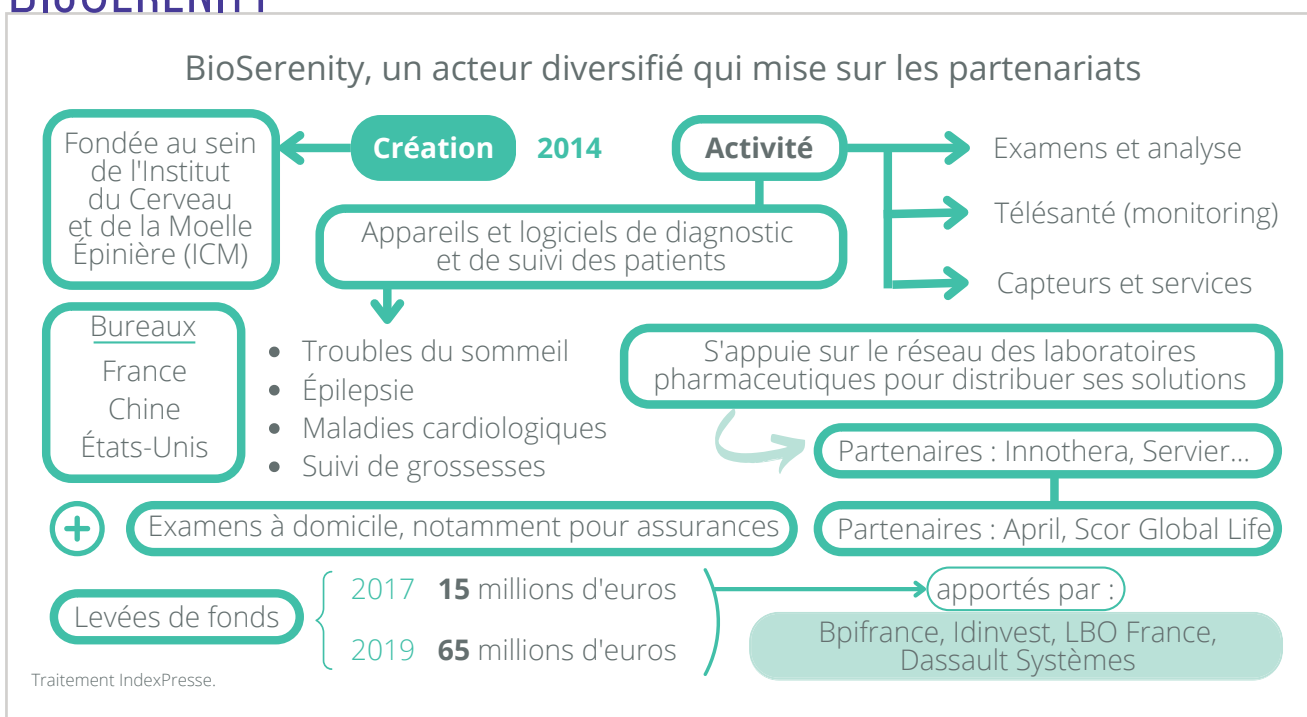 BIOSERENITY
BioSerenity, un acteur diversifié qui mise sur les partenariats
Fondée au sein
de l'Institut
du Cerveau
et de la Moelle
Épinière (ICM)
Création 2014
Activité
Examens et analyse
Télésanté (monitoring)
Capteurs et services
Appareils et logiciels de diagnostic
et de suivi des patients
Bureaux
France
Chine
États-Unis
• Troubles du sommeil
• Épilepsie
• Maladies cardiologiques
• Suivi de grossesses
S'appuie sur le réseau des laboratoires
pharmaceutiques pour distribuer ses solutions
Partenaires : Innothera, Servier...
+ Examens à domicile, notamment pour assurances
Partenaires : April, Scor Global Life
Levées de fonds
2017 15 millions d'euros
2019 65 millions d'euros
apportés par :
Bpifrance, Idinvest, LBO France,
Dassault Systèmes
Traitement IndexPresse.